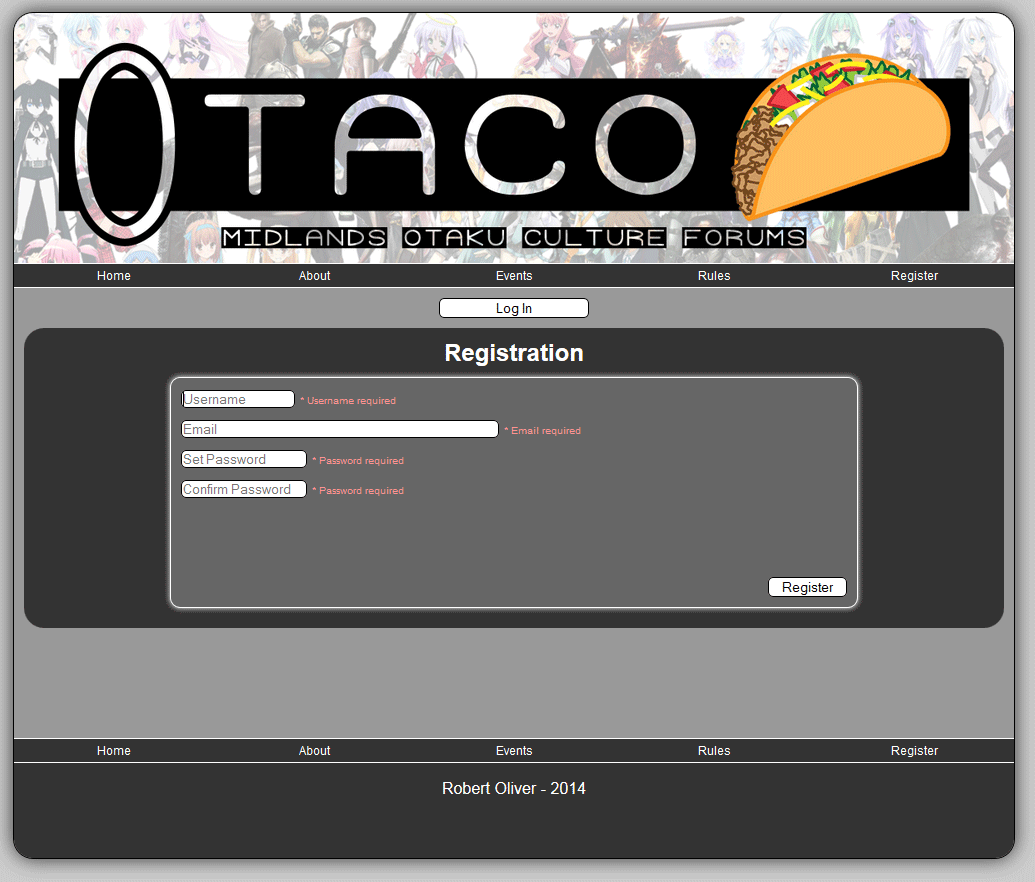 OTACO
MIDLANDS OTAKU CULTURE FORUMS
Home About Events Rules Register
Log In
Registration
Username * Username required
Email * Email required
Set Password * Password required
Confirm Password * Password required
Register
Home About Events Rules Register
Robert Oliver - 2014